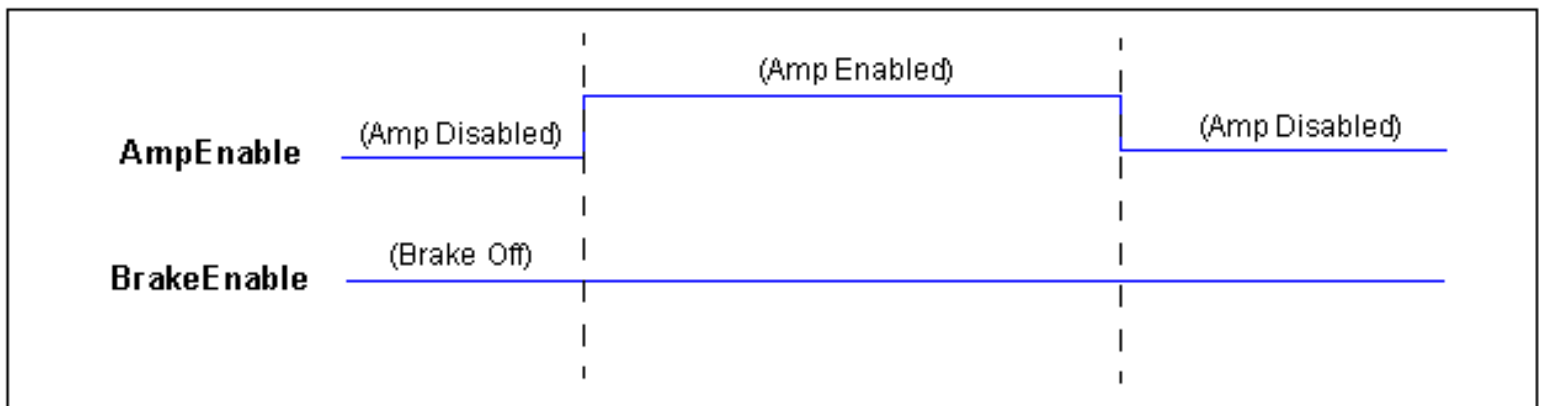 (Amp Enabled)
AmpEnable (Amp Disabled) (Amp Disabled)
BrakeEnable (Brake Off)